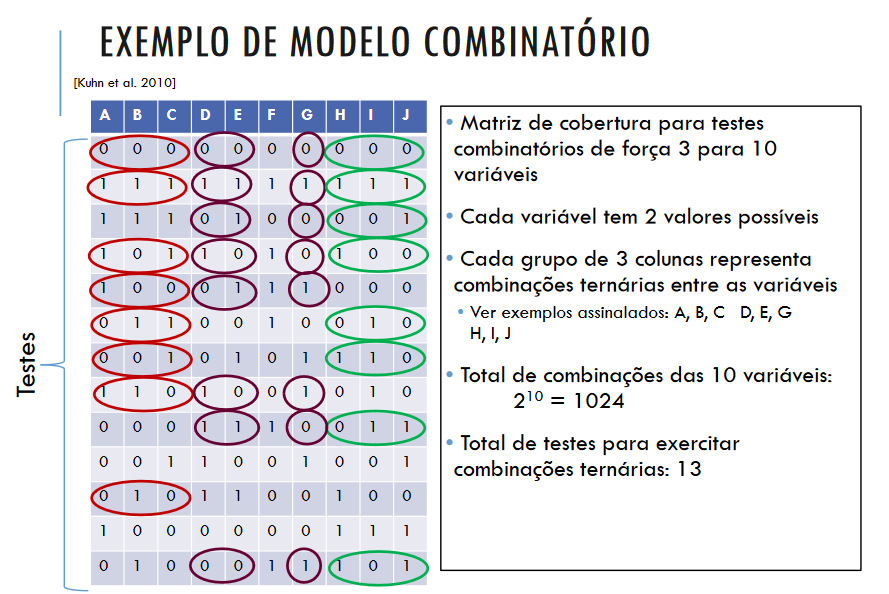 EXEMPLO DE MODELO COMBINATÓRIO
[Kuhn et al. 2010]
A B C D E F G H I J
0 0 0 0 0 0 0 0 0 0
1 1 1 1 1 1 1 1 1 1
1 1 1 0 1 0 0 0 0 1
1 0 1 1 0 1 0 1 0 0
1 0 0 0 1 1 1 0 0 0
0 1 1 0 0 1 0 0 1 0
0 0 1 0 1 0 1 1 1 0
1 1 0 1 0 0 1 0 1 0
0 0 0 1 1 1 0 0 1 1
0 0 1 1 0 0 1 0 0 1
0 1 0 1 1 0 0 1 0 0
1 0 0 0 0 0 0 1 1 1
0 1 0 0 0 1 1 1 0 1
Testes
• Matriz de cobertura para testes
combinatórios de força 3 para 10
variáveis
• Cada variável tem 2 valores possíveis
• Cada grupo de 3 colunas representa
combinações ternárias entre as variáveis
• Ver exemplos assinalados: A, B, C D, E, G
H, I, J
• Total de combinações das 10 variáveis:
2¹⁰ = 1024
• Total de testes para exercitar
combinações ternárias: 13